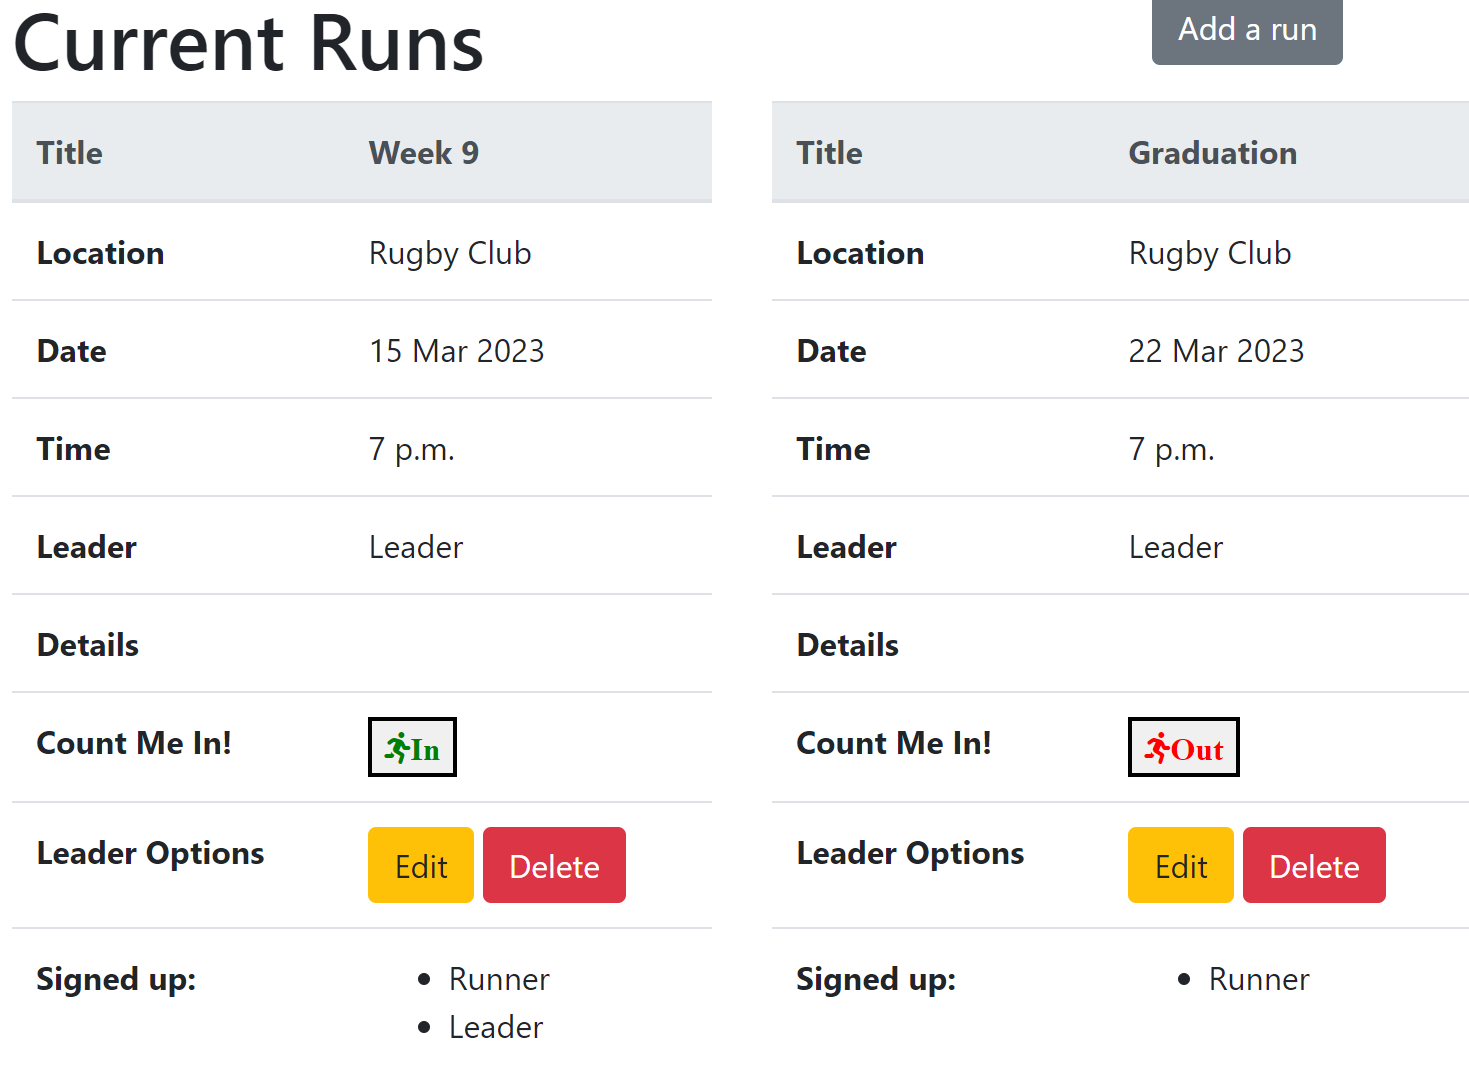 Current Runs
Add a run
Title Week 9
Location Rugby Club
Date 15 Mar 2023
Time 7 p.m.
Leader Leader
Details
Count Me In! In
Leader Options Edit Delete
Signed up: Runner
Leader
Title Graduation
Location Rugby Club
Date 22 Mar 2023
Time 7 p.m.
Leader Leader
Details
Count Me In! Out
Leader Options Edit Delete
Signed up: Runner